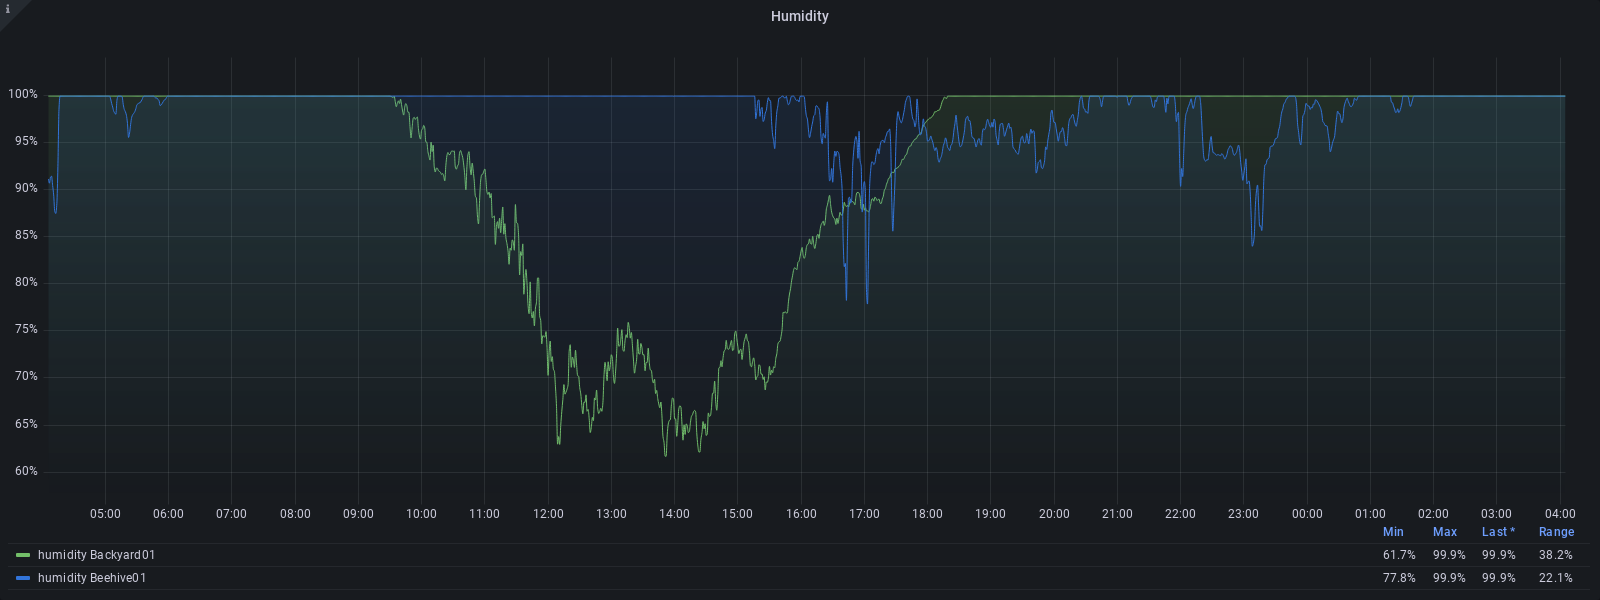 i
Humidity
100%
95%
90%
85%
80%
75%
70%
65%
60%
05:00 06:00 07:00 08:00 09:00 10:00 11:00 12:00 13:00 14:00 15:00 16:00 17:00 18:00 19:00 20:00 21:00 22:00 23:00 00:00 01:00 02:00 03:00 04:00
Min Max Last * Range
humidity Backyard01 61.7% 99.9% 99.9% 38.2%
humidity Beehive01 77.8% 99.9% 99.9% 22.1%